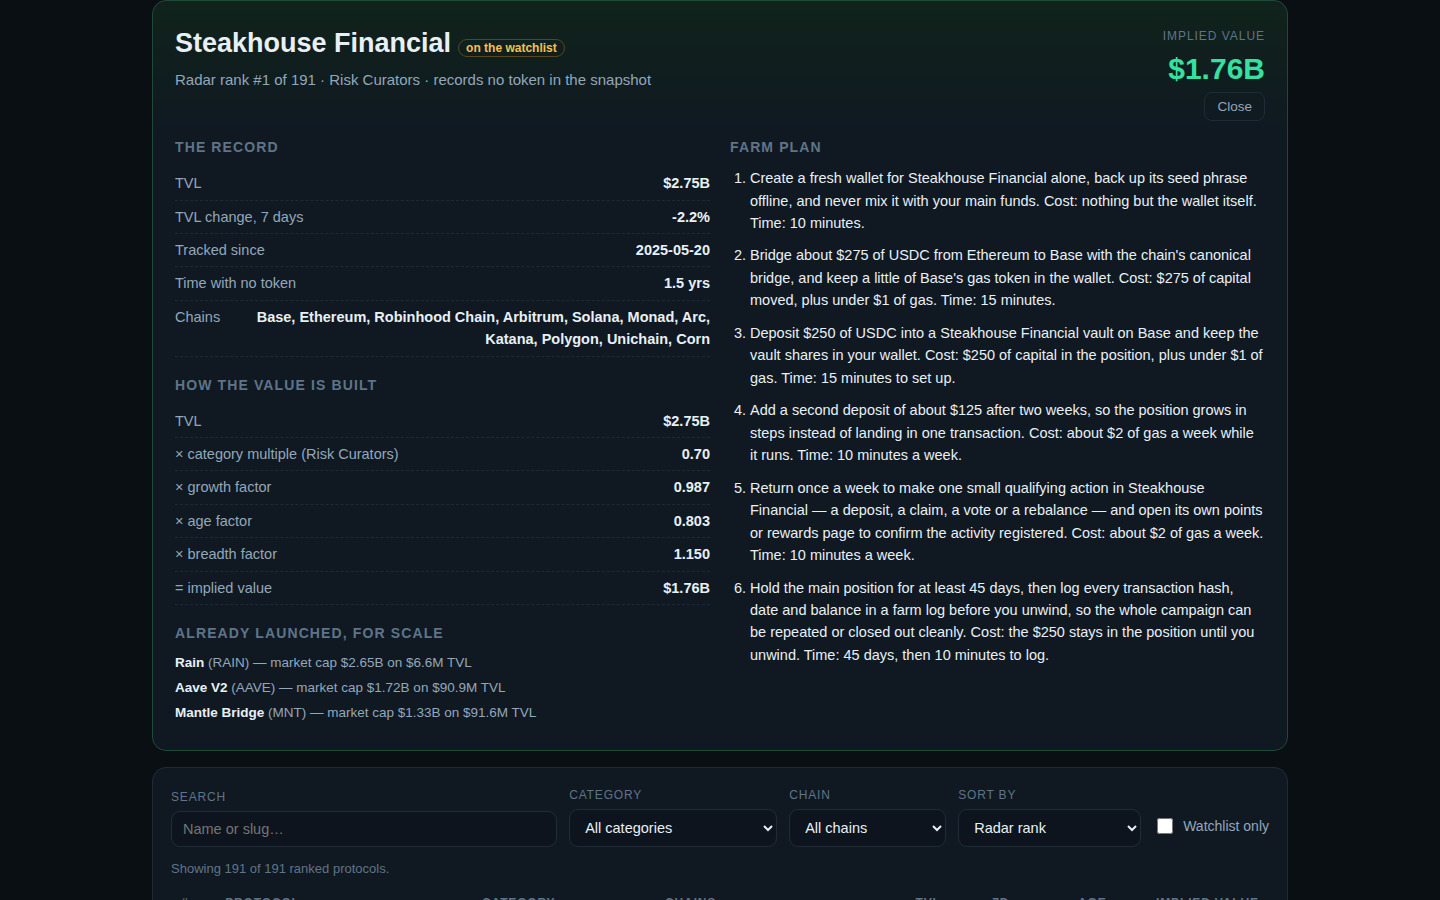 Steakhouse Financial on the watchlist
Radar rank #1 of 191 · Risk Curators · records no token in the snapshot
IMPLIED VALUE
$1.76B
Close
THE RECORD
TVL $2.75B
TVL change, 7 days -2.2%
Tracked since 2025-05-20
Time with no token 1.5 yrs
Chains Base, Ethereum, Robinhood Chain, Arbitrum, Solana, Monad, Arc,
Katana, Polygon, Unichain, Corn
HOW THE VALUE IS BUILT
TVL $2.75B
× category multiple (Risk Curators) 0.70
× growth factor 0.987
× age factor 0.803
× breadth factor 1.150
= implied value $1.76B
ALREADY LAUNCHED, FOR SCALE
Rain (RAIN) — market cap $2.65B on $6.6M TVL
Aave V2 (AAVE) — market cap $1.72B on $90.9M TVL
Mantle Bridge (MNT) — market cap $1.33B on $91.6M TVL
FARM PLAN
1. Create a fresh wallet for Steakhouse Financial alone, back up its seed phrase
offline, and never mix it with your main funds. Cost: nothing but the wallet itself.
Time: 10 minutes.
2. Bridge about $275 of USDC from Ethereum to Base with the chain's canonical
bridge, and keep a little of Base's gas token in the wallet. Cost: $275 of capital
moved, plus under $1 of gas. Time: 15 minutes.
3. Deposit $250 of USDC into a Steakhouse Financial vault on Base and keep the
vault shares in your wallet. Cost: $250 of capital in the position, plus under $1 of
gas. Time: 15 minutes to set up.
4. Add a second deposit of about $125 after two weeks, so the position grows in
steps instead of landing in one transaction. Cost: about $2 of gas a week while
it runs. Time: 10 minutes a week.
5. Return once a week to make one small qualifying action in Steakhouse
Financial — a deposit, a claim, a vote or a rebalance — and open its own points
or rewards page to confirm the activity registered. Cost: about $2 of gas a week.
Time: 10 minutes a week.
6. Hold the main position for at least 45 days, then log every transaction hash,
date and balance in a farm log before you unwind, so the whole campaign can
be repeated or closed out cleanly. Cost: the $250 stays in the position until you
unwind. Time: 45 days, then 10 minutes to log.
SEARCH
Name or slug…
CATEGORY
All categories
CHAIN
All chains
SORT BY
Radar rank
Watchlist only
Showing 191 of 191 ranked protocols.